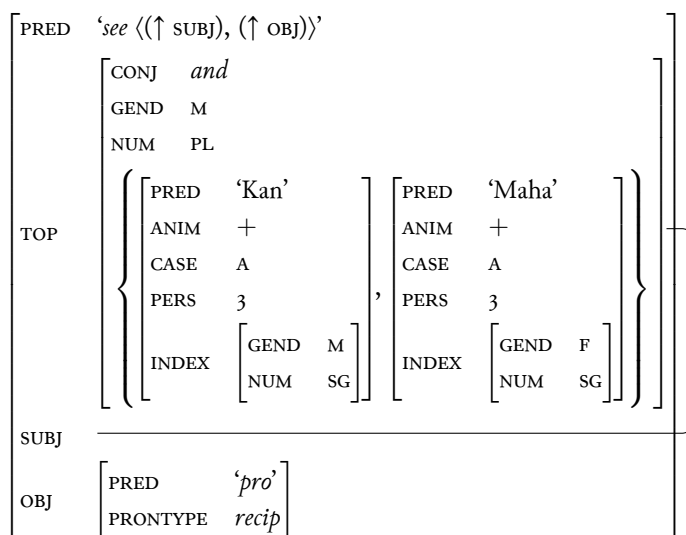 PRED ‘see ⟨(↑ SUBJ), (↑ OBJ)⟩’
CONJ and
GEND M
NUM PL
PRED ‘Kan’ PRED ‘Maha’
ANIM + ANIM +
TOP
CASE A CASE A
PERS 3 , PERS 3
GEND M GEND F
INDEX INDEX
NUM SG NUM SG
SUBJ
PRED ‘pro’
OBJ
PRONTYPE recip